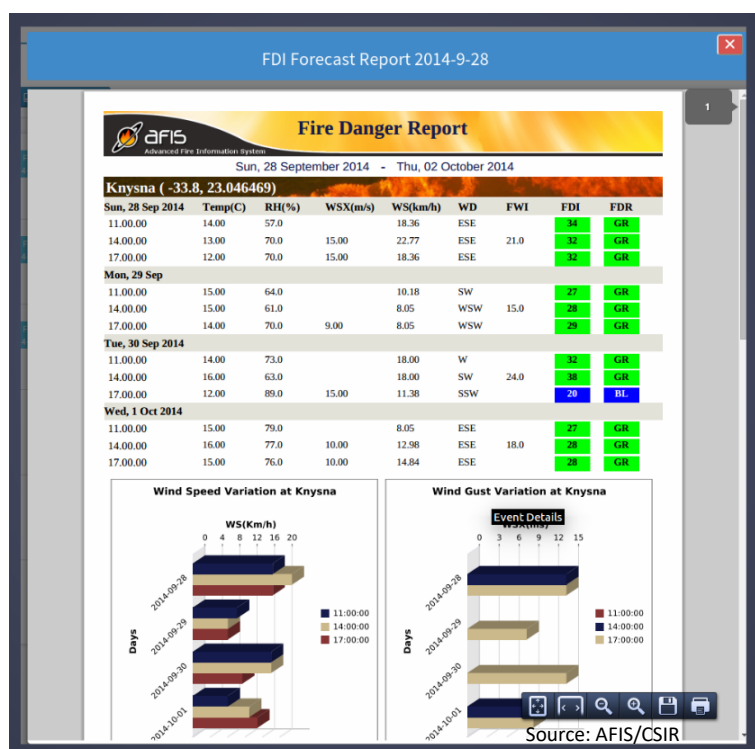 FDI Forecast Report 2014-9-28
1
AFIS
Advanced Fire Information System
Fire Danger Report
Sun, 28 September 2014 - Thu, 02 October 2014
Knysna ( -33.8, 23.046469)
Sun, 28 Sep 2014 Temp(C) RH(%) WSX(m/s) WS(km/h) WD FWI FDI FDR
11.00.00 14.00 57.0 18.36 ESE 34 GR
14.00.00 13.00 70.0 15.00 22.77 ESE 21.0 32 GR
17.00.00 12.00 70.0 15.00 18.36 ESE 32 GR
Mon, 29 Sep
11.00.00 15.00 64.0 10.18 SW 27 GR
14.00.00 15.00 61.0 8.05 WSW 15.0 28 GR
17.00.00 14.00 70.0 9.00 8.05 WSW 29 GR
Tue, 30 Sep 2014
11.00.00 14.00 73.0 18.00 W 32 GR
14.00.00 16.00 63.0 18.00 SW 24.0 38 GR
17.00.00 12.00 89.0 15.00 11.38 SSW 20 BL
Wed, 1 Oct 2014
11.00.00 15.00 79.0 8.05 ESE 27 GR
14.00.00 16.00 77.0 10.00 12.98 ESE 18.0 28 GR
17.00.00 15.00 76.0 10.00 14.84 ESE 28 GR
Wind Speed Variation at Knysna
WS(Km/h)
0 4 8 12 16 20
2014-09-28
2014-09-29
2014-09-30
2014-10-01
Days
11:00:00
14:00:00
17:00:00
Wind Gust Variation at Knysna
Event Details
0 3 6 9 12 15
2014-09-28
2014-09-29
2014-09-30
2014-10-01
Days
11:00:00
14:00:00
17:00:00
Source: AFIS/CSIR